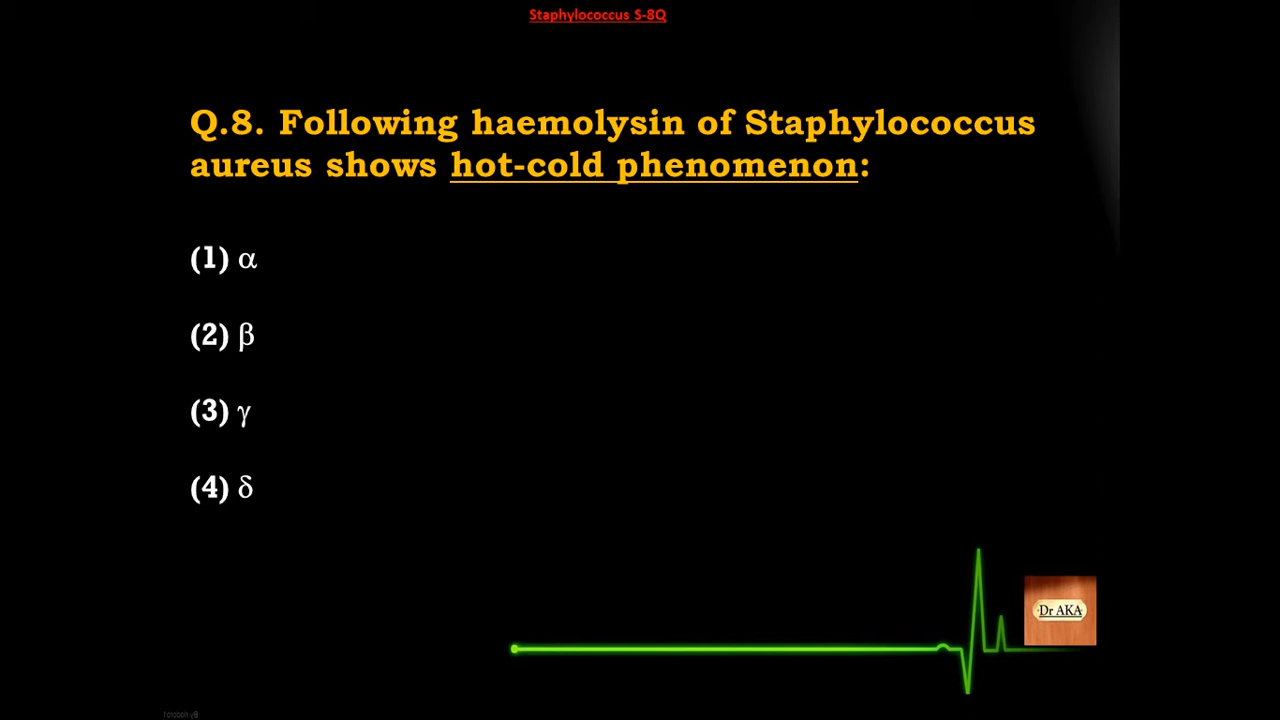 Staphylococcus S-8Q
Q.8. Following haemolysin of Staphylococcus
aureus shows hot-cold phenomenon:
(1) α
(2) β
(3) γ
(4) δ
Dr AKA